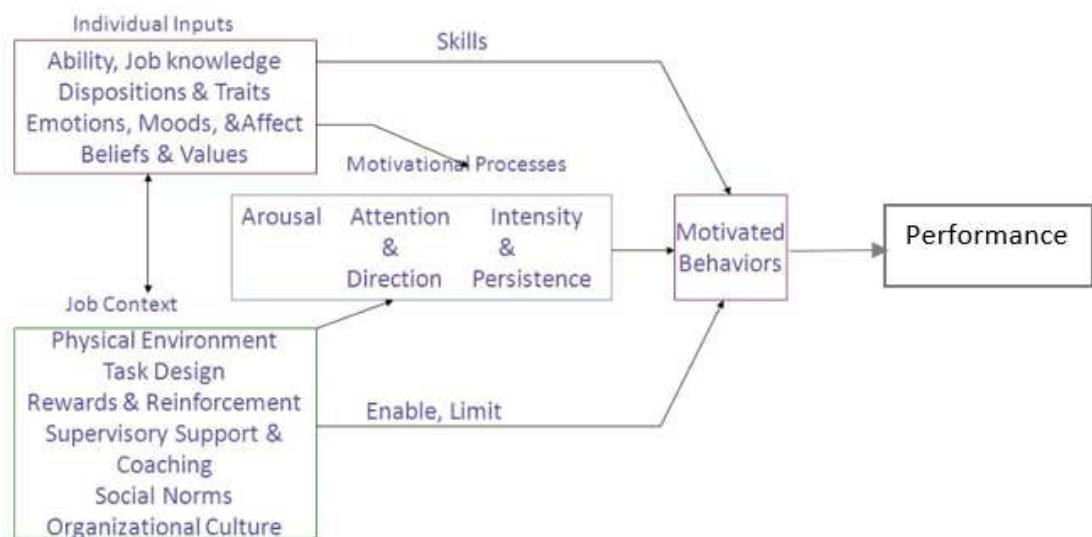 Individual Inputs
Ability, Job knowledge
Dispositions & Traits
Emotions, Moods, &Affect
Beliefs & Values
Skills
Motivational Processes
Arousal Attention Intensity
& &
Direction Persistence
Motivated
Behaviors
Performance
Job Context
Physical Environment
Task Design
Rewards & Reinforcement
Supervisory Support &
Coaching
Social Norms
Organizational Culture
Enable, Limit